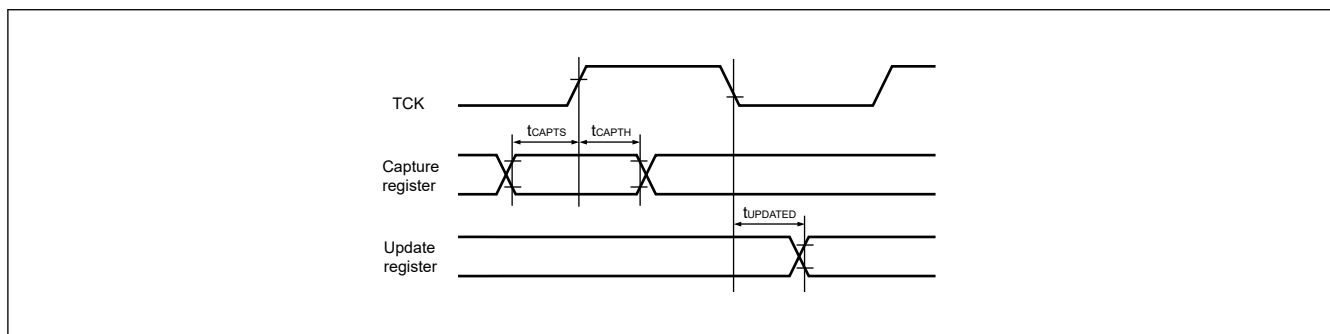 TCK
tCAPTS tCAPTH
Capture
register
tUPDATED
Update
register